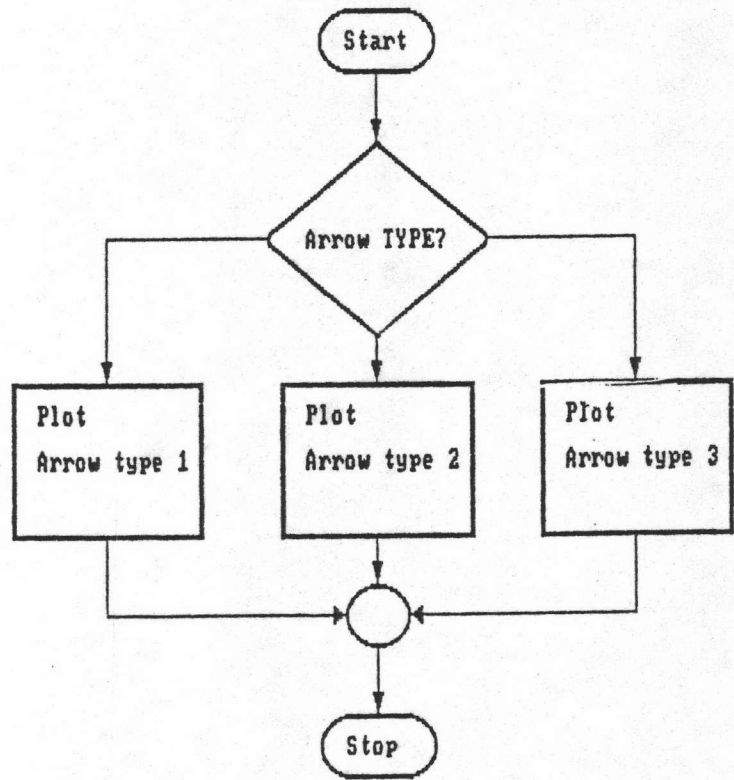 Start
Arrow TYPE?
Plot
Arrow type 1
Plot
Arrow type 2
Plot
Arrow type 3
Stop